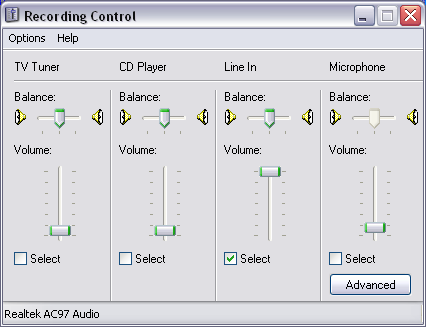 Recording Control
Options Help
TV Tuner CD Player Line In Microphone
Balance: Balance: Balance: Balance:
Volume: Volume: Volume: Volume:
Select Select Select Select
Advanced
Realtek AC97 Audio